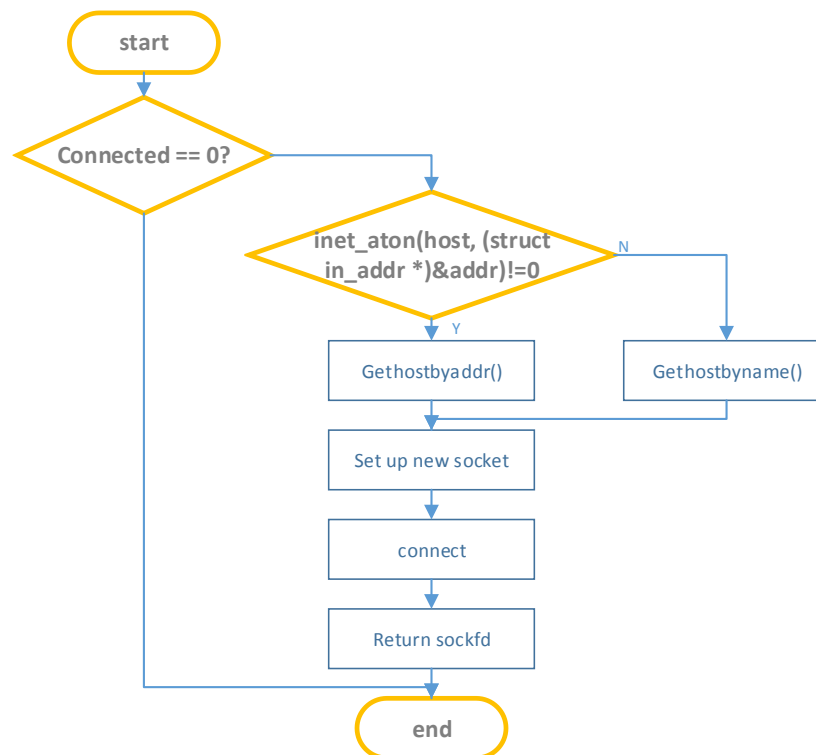 start
Connected == 0?
inet_aton(host, (struct
in_addr *)&addr)!=0
N
Y
Gethostbyaddr()
Gethostbyname()
Set up new socket
connect
Return sockfd
end